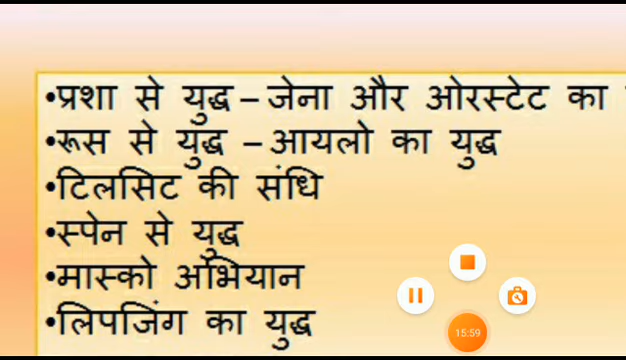 •प्रशा से युद्ध – जेना और ओरस्टेट का
•रूस से युद्ध – आयलो का युद्ध
•टिलसिट की संधि
•स्पेन से युद्ध
•मास्को अभियान
•लिपजिंग का युद्ध
15:59